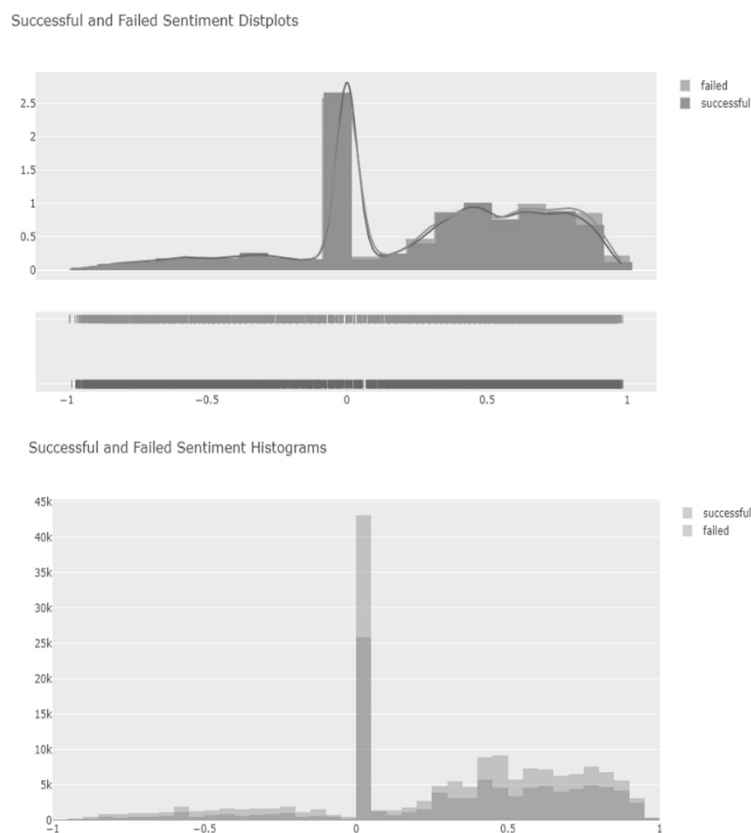 Successful and Failed Sentiment Distplots
failed
successful
2.5
2
1.5
1
0.5
0
−1 −0.5 0 0.5 1
Successful and Failed Sentiment Histograms
successful
failed
45k
40k
35k
30k
25k
20k
15k
10k
5k
0
−1 −0.5 0 0.5 1